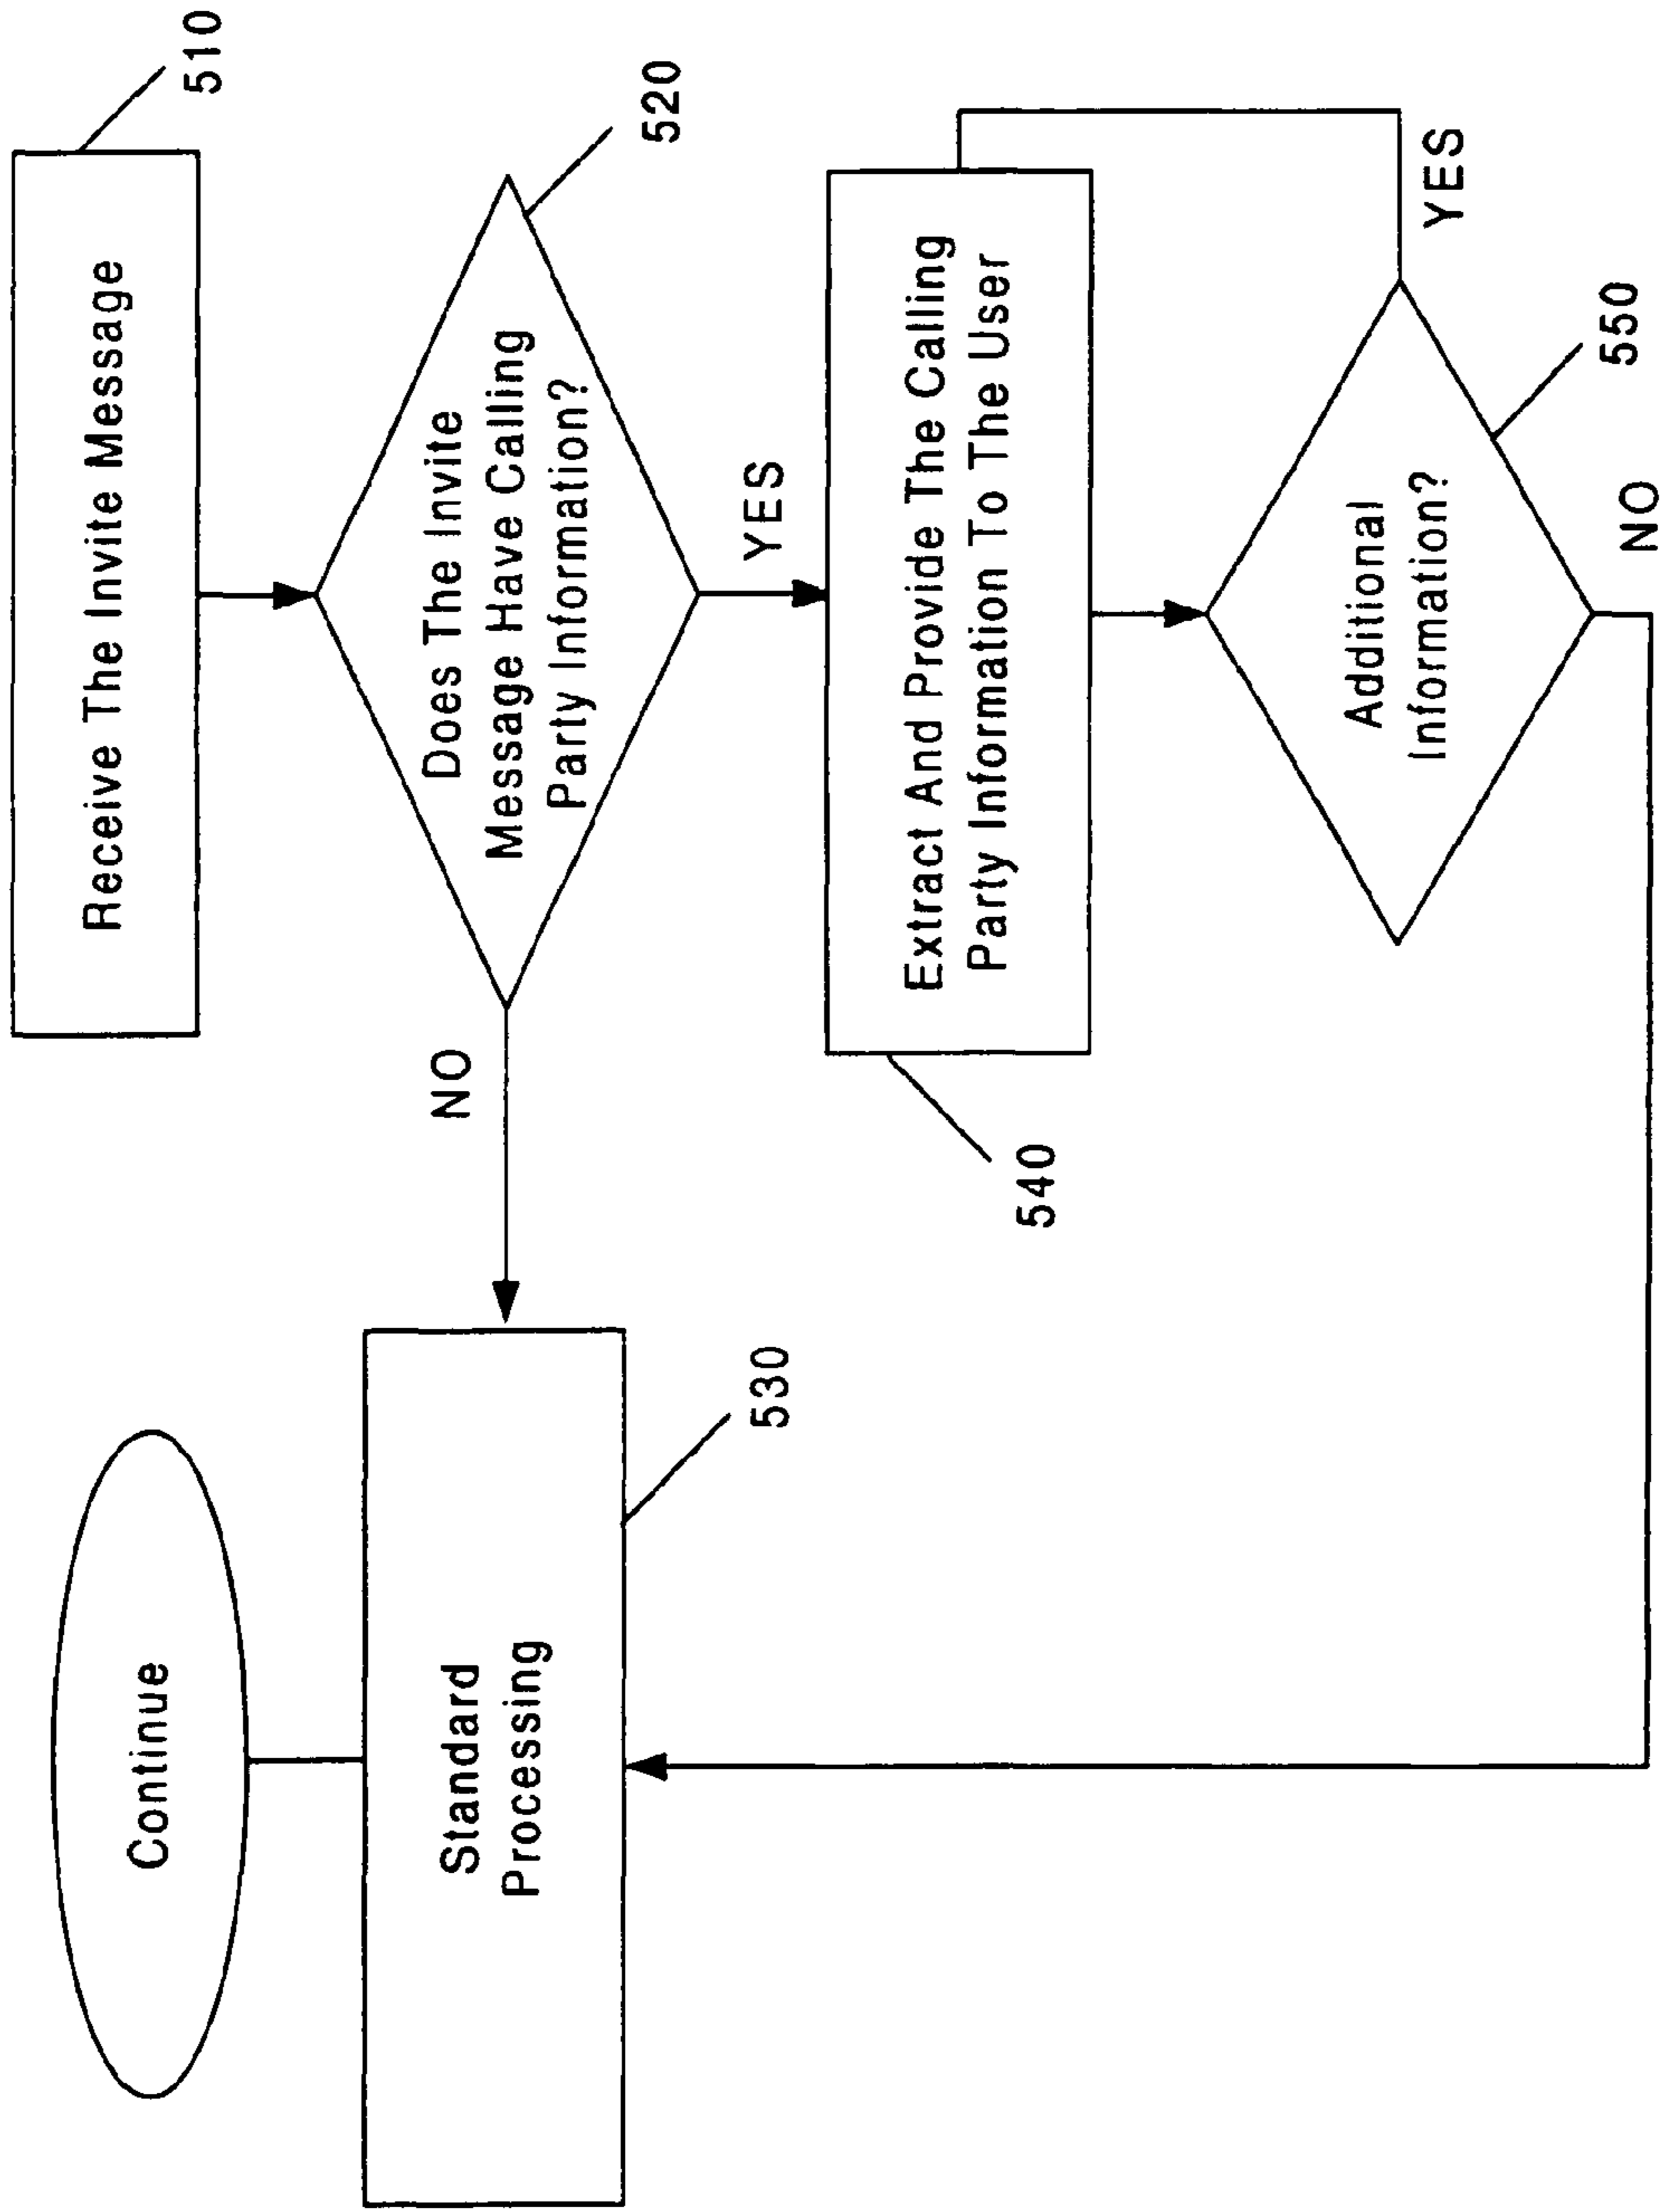 Receive The Invite Message
510
Does The Invite
Message Have Calling
Party Information?
520
NO
YES
Continue
Standard
Processing
530
Extract And Provide The Calling
Party Information To The User
540
Additional
Information?
YES
550
NO